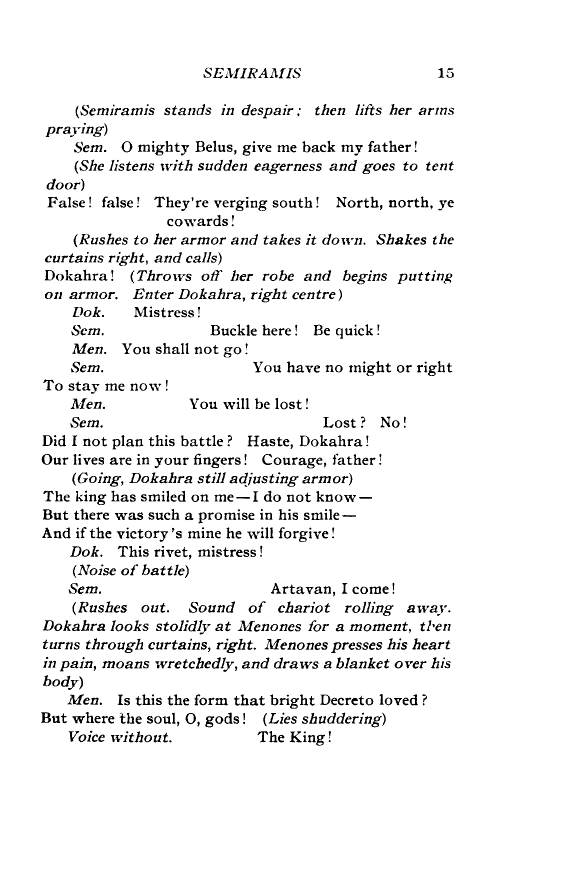 SEMIRAMIS 15
(Semiramis stands in despair; then lifts her arms
praying)
Sem. O mighty Belus, give me back my father!
(She listens with sudden eagerness and goes to tent
door)
False! false! They're verging south! North, north, ye
cowards!
(Rushes to her armor and takes it down. Shakes the
curtains right, and calls)
Dokahra! (Throws off her robe and begins putting
on armor. Enter Dokahra, right centre)
Dok. Mistress!
Sem. Buckle here! Be quick!
Men. You shall not go!
Sem. You have no might or right
To stay me now!
Men. You will be lost!
Sem. Lost? No!
Did I not plan this battle? Haste, Dokahra!
Our lives are in your fingers! Courage, father!
(Going, Dokahra still adjusting armor)
The king has smiled on me—I do not know—
But there was such a promise in his smile—
And if the victory's mine he will forgive!
Dok. This rivet, mistress!
(Noise of battle)
Sem. Artavan, I come!
(Rushes out. Sound of chariot rolling away.
Dokahra looks stolidly at Menones for a moment, then
turns through curtains, right. Menones presses his heart
in pain, moans wretchedly, and draws a blanket over his
body)
Men. Is this the form that bright Decreto loved?
But where the soul, O, gods! (Lies shuddering)
Voice without. The King!